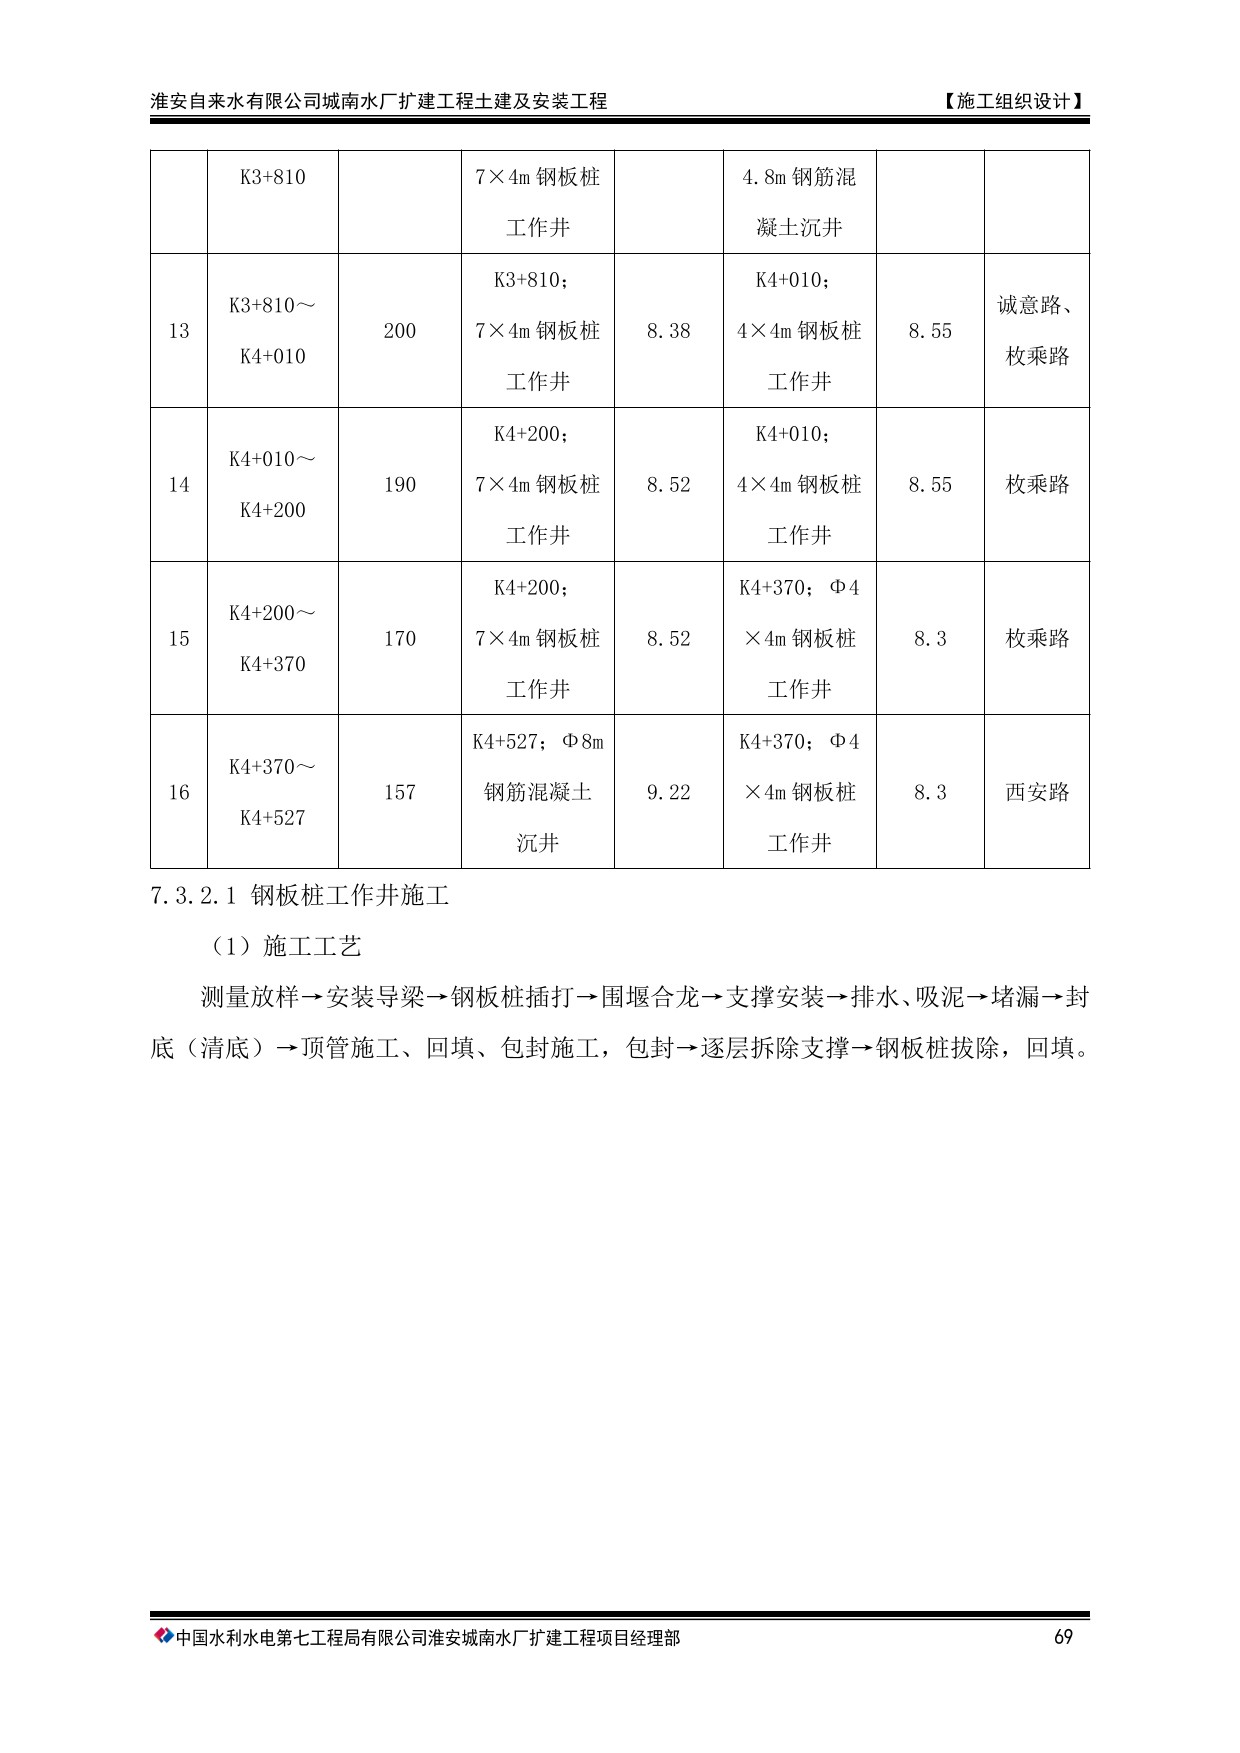 淮安自来水有限公司城南水厂扩建工程土建及安装工程 【施工组织设计】
K3+810 7×4m 钢板桩 4.8m 钢筋混
工作井 凝土沉井
13 K3+810～ K4+010 200 K3+810； 7×4m 钢板桩 工作井 8.38 K4+010； 4×4m 钢板桩 工作井 8.55 诚意路、 枚乘路
14 K4+010～ K4+200 190 K4+200； 7×4m 钢板桩 工作井 8.52 K4+010； 4×4m 钢板桩 工作井 8.55 枚乘路
15 K4+200～ K4+370 170 K4+200； 7×4m 钢板桩 工作井 8.52 K4+370；Φ4 ×4m 钢板桩 工作井 8.3 枚乘路
16 K4+370～ K4+527 157 K4+527；Φ8m 钢筋混凝土 沉井 9.22 K4+370；Φ4 ×4m 钢板桩 工作井 8.3 西安路
7.3.2.1 钢板桩工作井施工
（1）施工工艺
测量放样→安装导梁→钢板桩插打→围堰合龙→支撑安装→排水、吸泥→堵漏→封
底（清底）→顶管施工、回填、包封施工，包封→逐层拆除支撑→钢板桩拔除，回填。
中国水利水电第七工程局有限公司淮安城南水厂扩建工程项目经理部 69